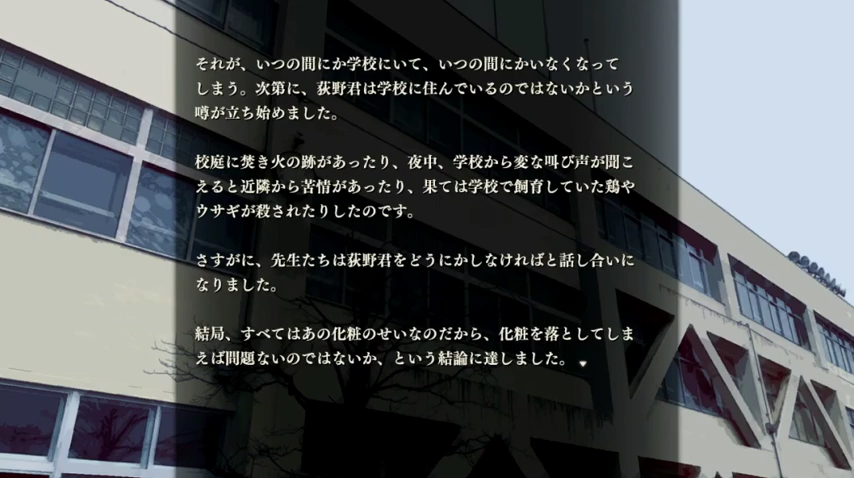 それが、いつの間にか学校にいて、いつの間にかいなくなって
しまう。次第に、荻野君は学校に住んでいるのではないかという
噂が立ち始めました。
校庭に焚き火の跡があったり、夜中、学校から変な叫び声が聞こ
えると近隣から苦情があったり、果ては学校で飼育していた鶏や
ウサギが殺されたりしたのです。
さすがに、先生たちは荻野君をどうにかしなければと話し合いに
なりました。
結局、すべてはあの化粧のせいなのだから、化粧を落としてしま
えば問題ないのではないか、という結論に達しました。